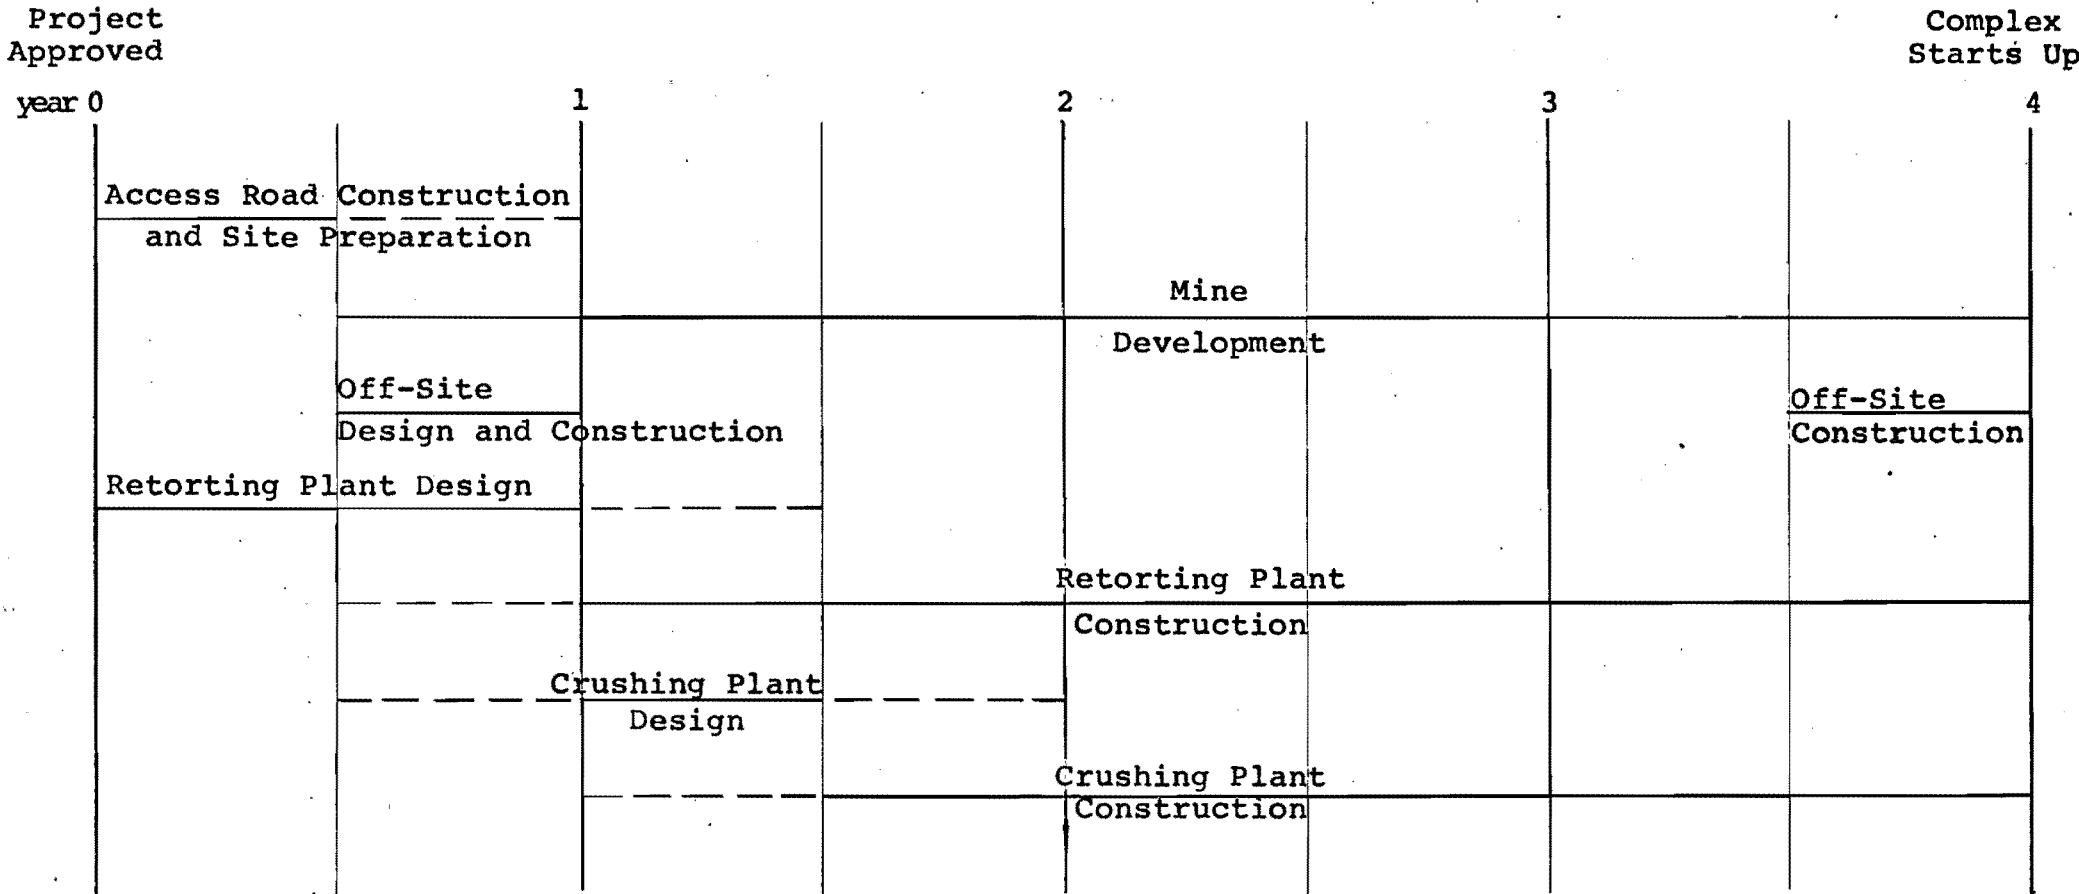 Project
Approved
Complex
Starts Up
year 0 1 2 3 4
Access Road Construction
and Site Preparation
Mine
Development
Off-Site
Design and Construction
Off-Site
Construction
Retorting Plant Design
Retorting Plant
Construction
Crushing Plant
Design
Crushing Plant
Construction